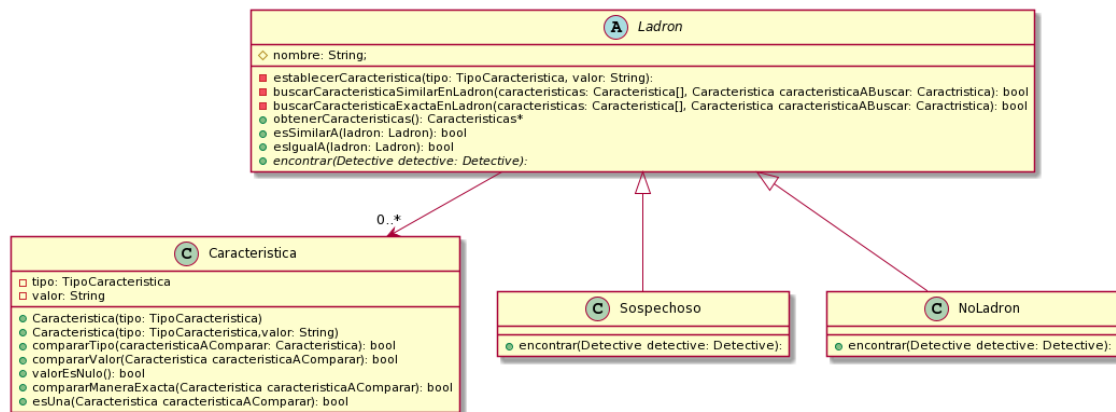 A Ladron
nombre: String;
establecerCaracteristica(tipo: TipoCaracteristica, valor: String):
buscarCaracteristicaSimilarEnLadron(caracteristicas: Caracteristica[], Caracteristica caracteristicaABuscar: Caractristica): bool
buscarCaracteristicaExactaEnLadron(caracteristicas: Caracteristica[], Caracteristica caracteristicaABuscar: Caractristica): bool
obtenerCaracteristicas(): Caracteristicas*
esSimilarA(ladron: Ladron): bool
esIgualA(ladron: Ladron): bool
encontrar(Detective detective: Detective):
0..*
C Caracteristica
tipo: TipoCaracteristica
valor: String
Caracteristica(tipo: TipoCaracteristica)
Caracteristica(tipo: TipoCaracteristica,valor: String)
compararTipo(caracteristicaAComparar: Caracteristica): bool
compararValor(Caracteristica caracteristicaAComparar): bool
valorEsNulo(): bool
compararManeraExacta(Caracteristica caracteristicaAComparar): bool
esUna(Caracteristica caracteristicaAComparar): bool
C Sospechoso
encontrar(Detective detective: Detective):
C NoLadron
encontrar(Detective detective: Detective):